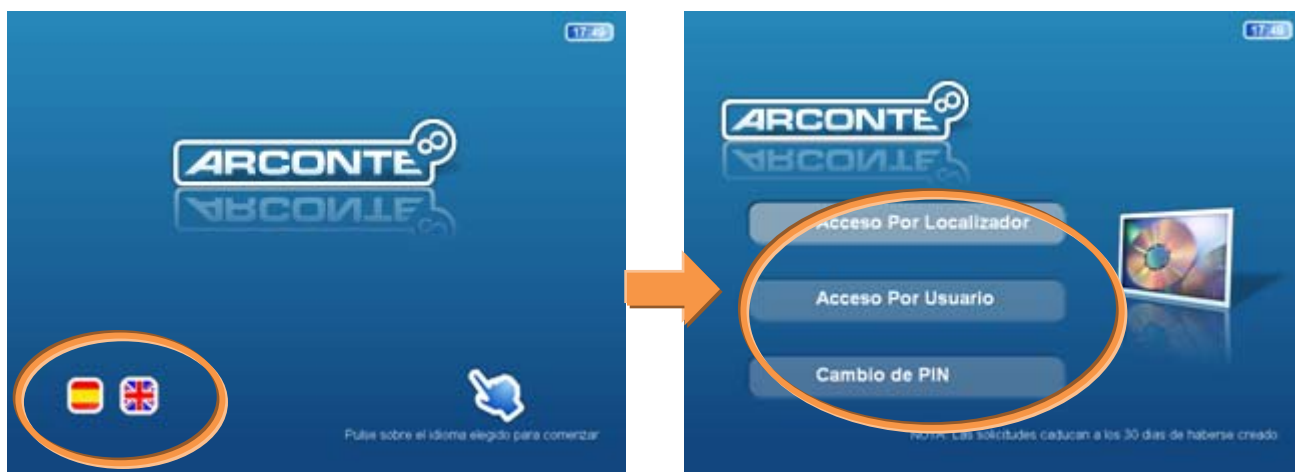 17:49
ARCONTE
Pulse sobre el idioma elegido para comenzar
17:49
ARCONTE
Acceso Por Localizador
Acceso Por Usuario
Cambio de PIN
NOTA: Las solicitudes caducan a los 30 dias de haberse creado